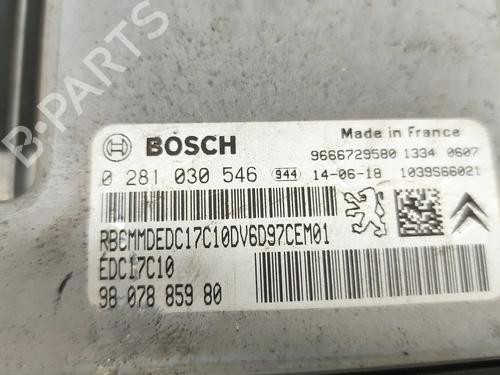 B-PARTS
BOSCH
Made in France
9666729580 1334 0607
0 281 030 546 944 14-06-18 1039S66021
RBCMMDEDC17C10DV6D97CEM01
EDC17C10
98 078 859 80